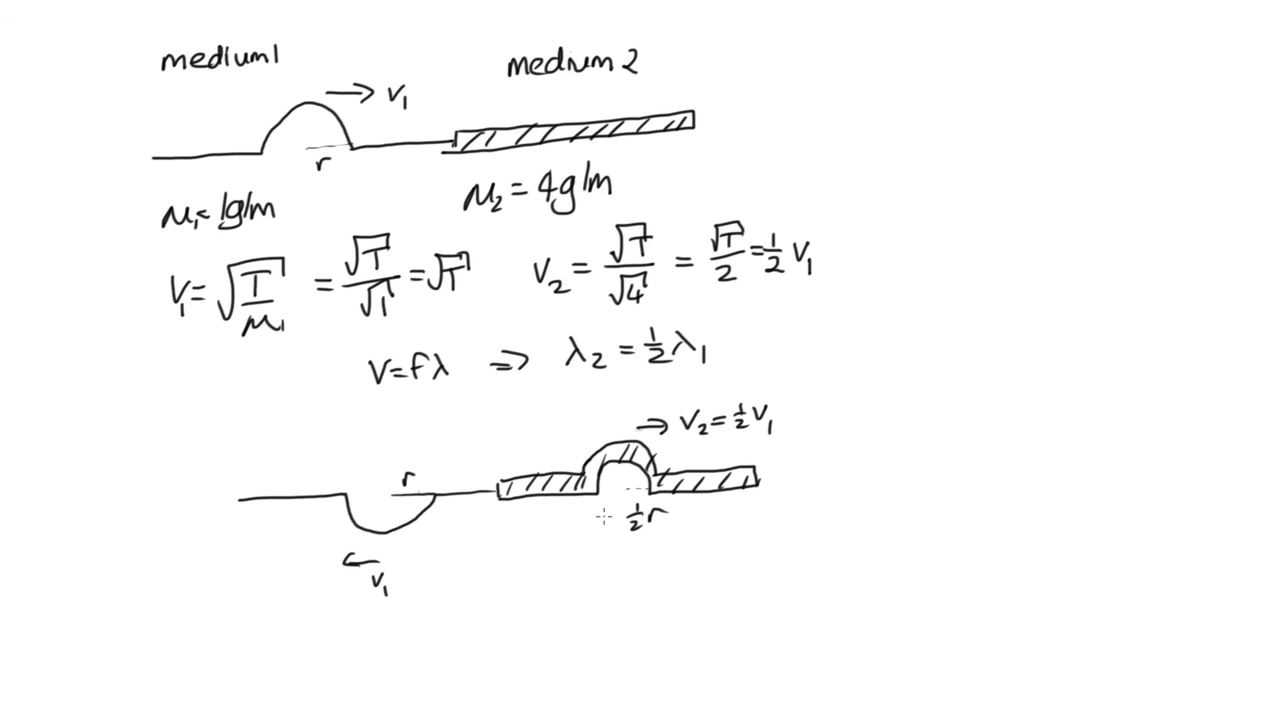 medium1
medium 2
→ V₁
r
μ₁= 1g/m
μ₂ = 4g/m
V₁= √(T/μ₁) = √T/√1 = √T
V₂ = √T/√4 = √T/2 = 1/2 V₁
V=fλ ⇒ λ₂ = 1/2 λ₁
→ V₂ = 1/2 V₁
r
1/2 r
←
V₁